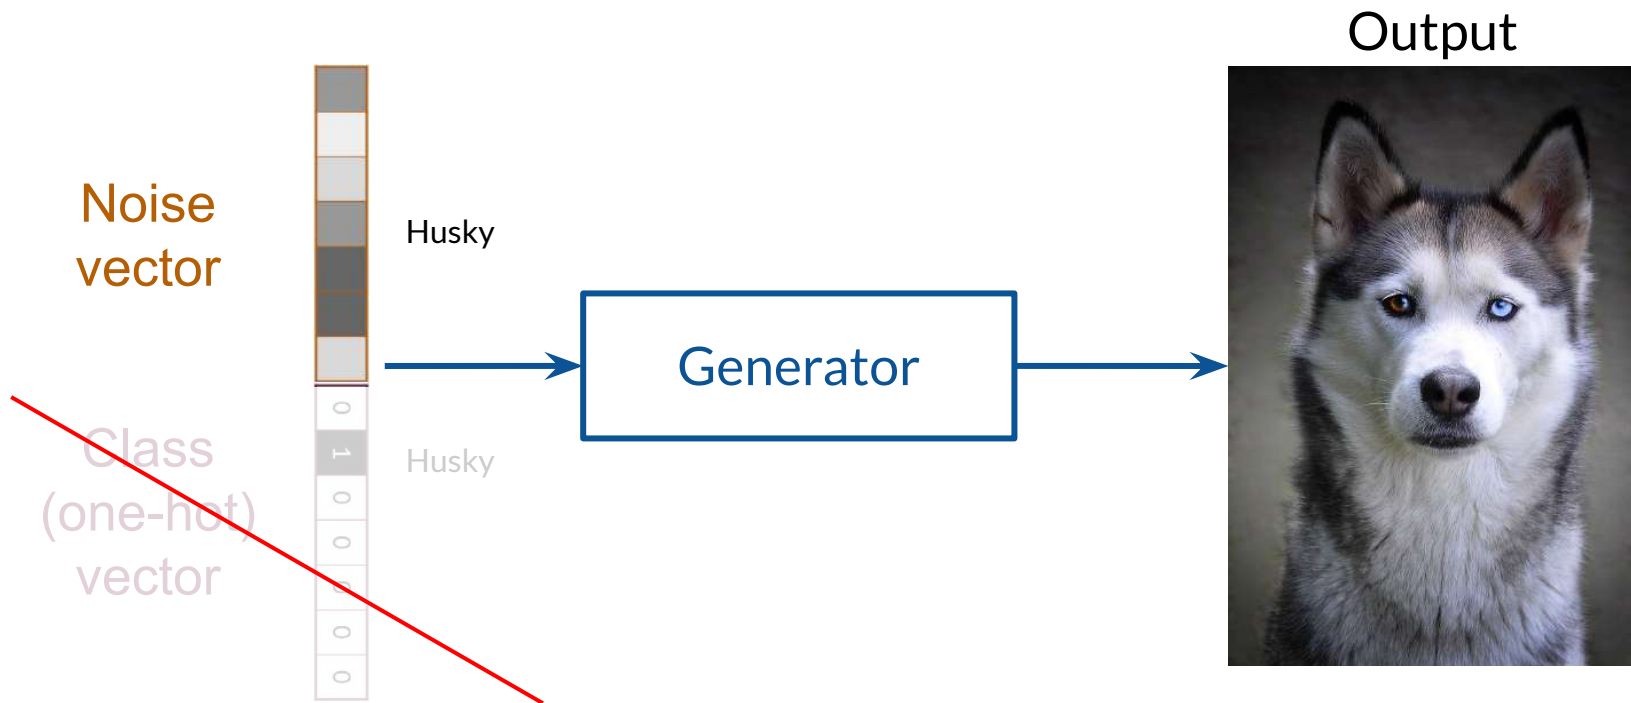 Output
Noise
vector
Husky
Generator
Class
(one-hot)
vector
0
1
0
0
0
0
0
Husky